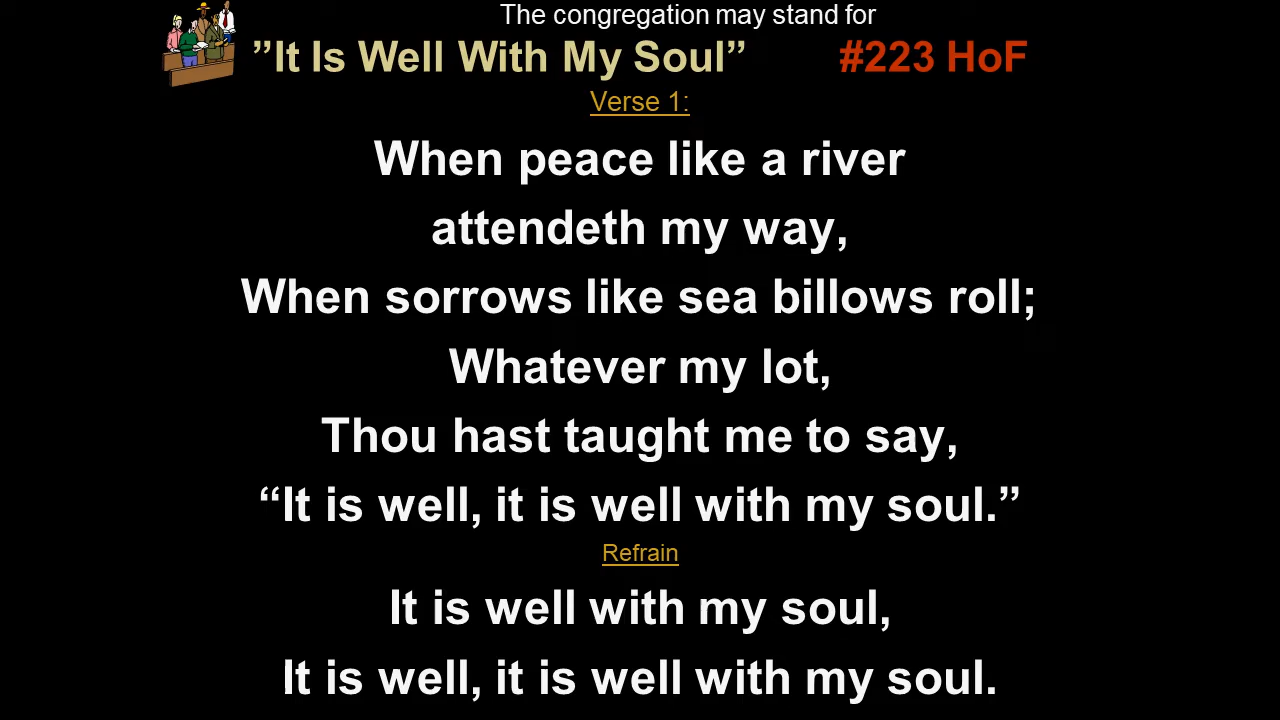 The congregation may stand for
”It Is Well With My Soul” #223 HoF
Verse 1:
When peace like a river
attendeth my way,
When sorrows like sea billows roll;
Whatever my lot,
Thou hast taught me to say,
“It is well, it is well with my soul.”
Refrain
It is well with my soul,
It is well, it is well with my soul.